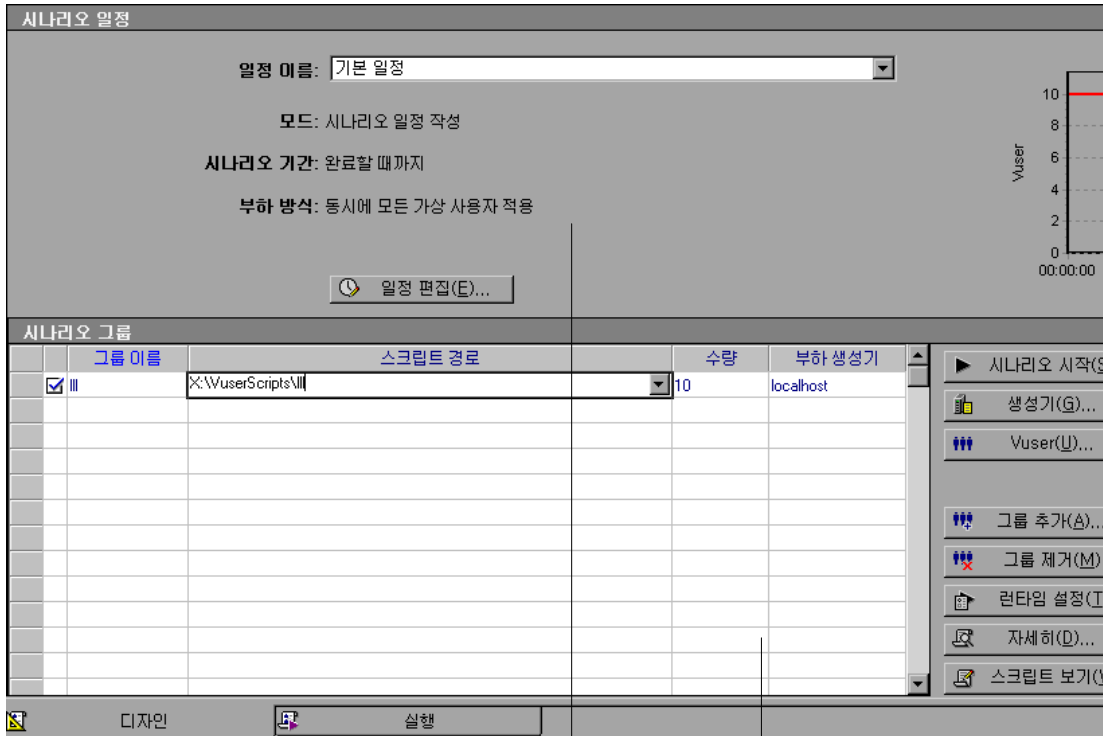 시나리오 일정
일정 이름: 기본 일정
모드: 시나리오 일정 작성
시나리오 기간: 완료할 때까지
부하 방식: 동시에 모든 가상 사용자 적용
일정 편집(E)...
Vuser
10
8
6
4
2
0
00:00:00
시나리오 그룹
그룹 이름 스크립트 경로 수량 부하 생성기
lll X:\VuserScripts\lll 10 localhost
시나리오 시작(S
생성기(G)...
Vuser(U)...
그룹 추가(A)...
그룹 제거(M)
런타임 설정(T
자세히(D)...
스크립트 보기(V
디자인 실행